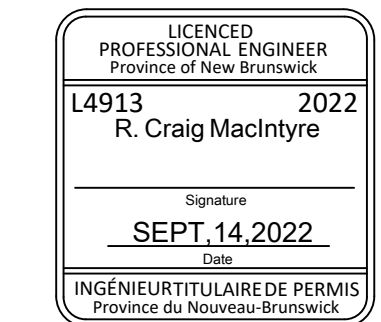 LICENCED
PROFESSIONAL ENGINEER
Province of New Brunswick
L4913 2022
R. Craig MacIntyre
Signature
SEPT,14,2022
Date
INGÉNIEURTITULAIRE DE PERMIS
Province du Nouveau-Brunswick